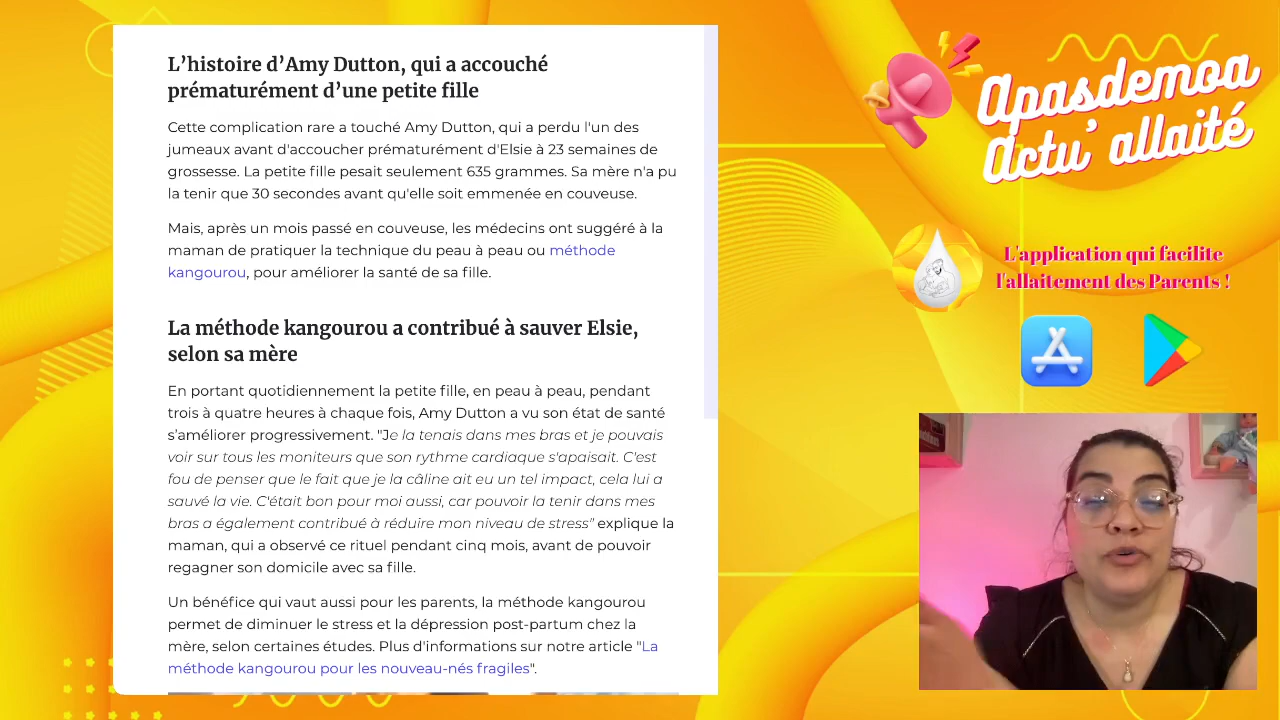 L’histoire d’Amy Dutton, qui a accouché
prématurément d’une petite fille
Cette complication rare a touché Amy Dutton, qui a perdu l'un des
jumeaux avant d'accoucher prématurément d'Elsie à 23 semaines de
grossesse. La petite fille pesait seulement 635 grammes. Sa mère n'a pu
la tenir que 30 secondes avant qu'elle soit emmenée en couveuse.
Mais, après un mois passé en couveuse, les médecins ont suggéré à la
maman de pratiquer la technique du peau à peau ou méthode
kangourou, pour améliorer la santé de sa fille.
La méthode kangourou a contribué à sauver Elsie,
selon sa mère
En portant quotidiennement la petite fille, en peau à peau, pendant
trois à quatre heures à chaque fois, Amy Dutton a vu son état de santé
s’améliorer progressivement. "Je la tenais dans mes bras et je pouvais
voir sur tous les moniteurs que son rythme cardiaque s'apaisait. C'est
fou de penser que le fait que je la câline ait eu un tel impact, cela lui a
sauvé la vie. C'était bon pour moi aussi, car pouvoir la tenir dans mes
bras a également contribué à réduire mon niveau de stress” explique la
maman, qui a observé ce rituel pendant cinq mois, avant de pouvoir
regagner son domicile avec sa fille.
Un bénéfice qui vaut aussi pour les parents, la méthode kangourou
permet de diminuer le stress et la dépression post-partum chez la
mère, selon certaines études. Plus d'informations sur notre article "La
méthode kangourou pour les nouveau-nés fragiles".
Apasdemoa
Actu’ allaité
L'application qui facilite
l'allaitement des Parents !